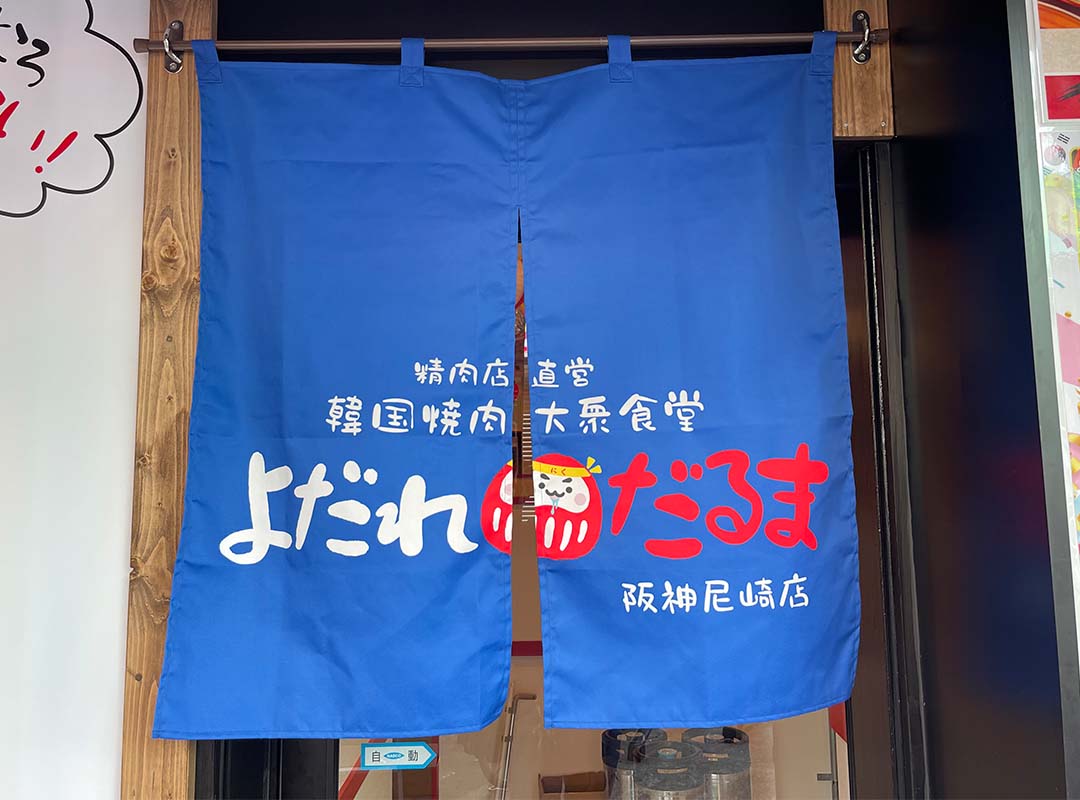 精肉店 直営
韓国焼肉 大衆食堂
にく
よだれ だるま
阪神尼崎店
自 動